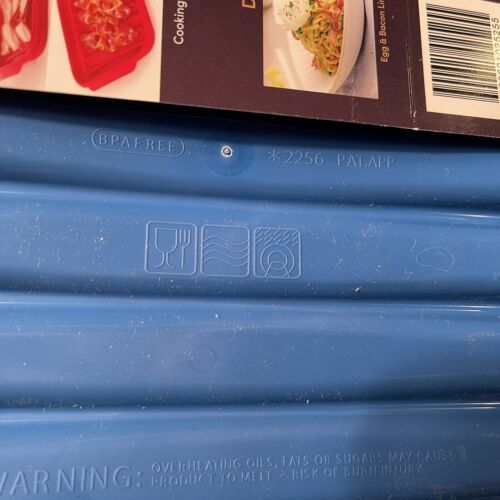 Cooking
Egg & Bacon Lin
BPA FREE
*2256 PAT.APP
WARNING: OVERHEATING OILS, FATS OR SUGARS MAY CAUSE
PRODUCT TO MELT - RISK OF BURN INJURY